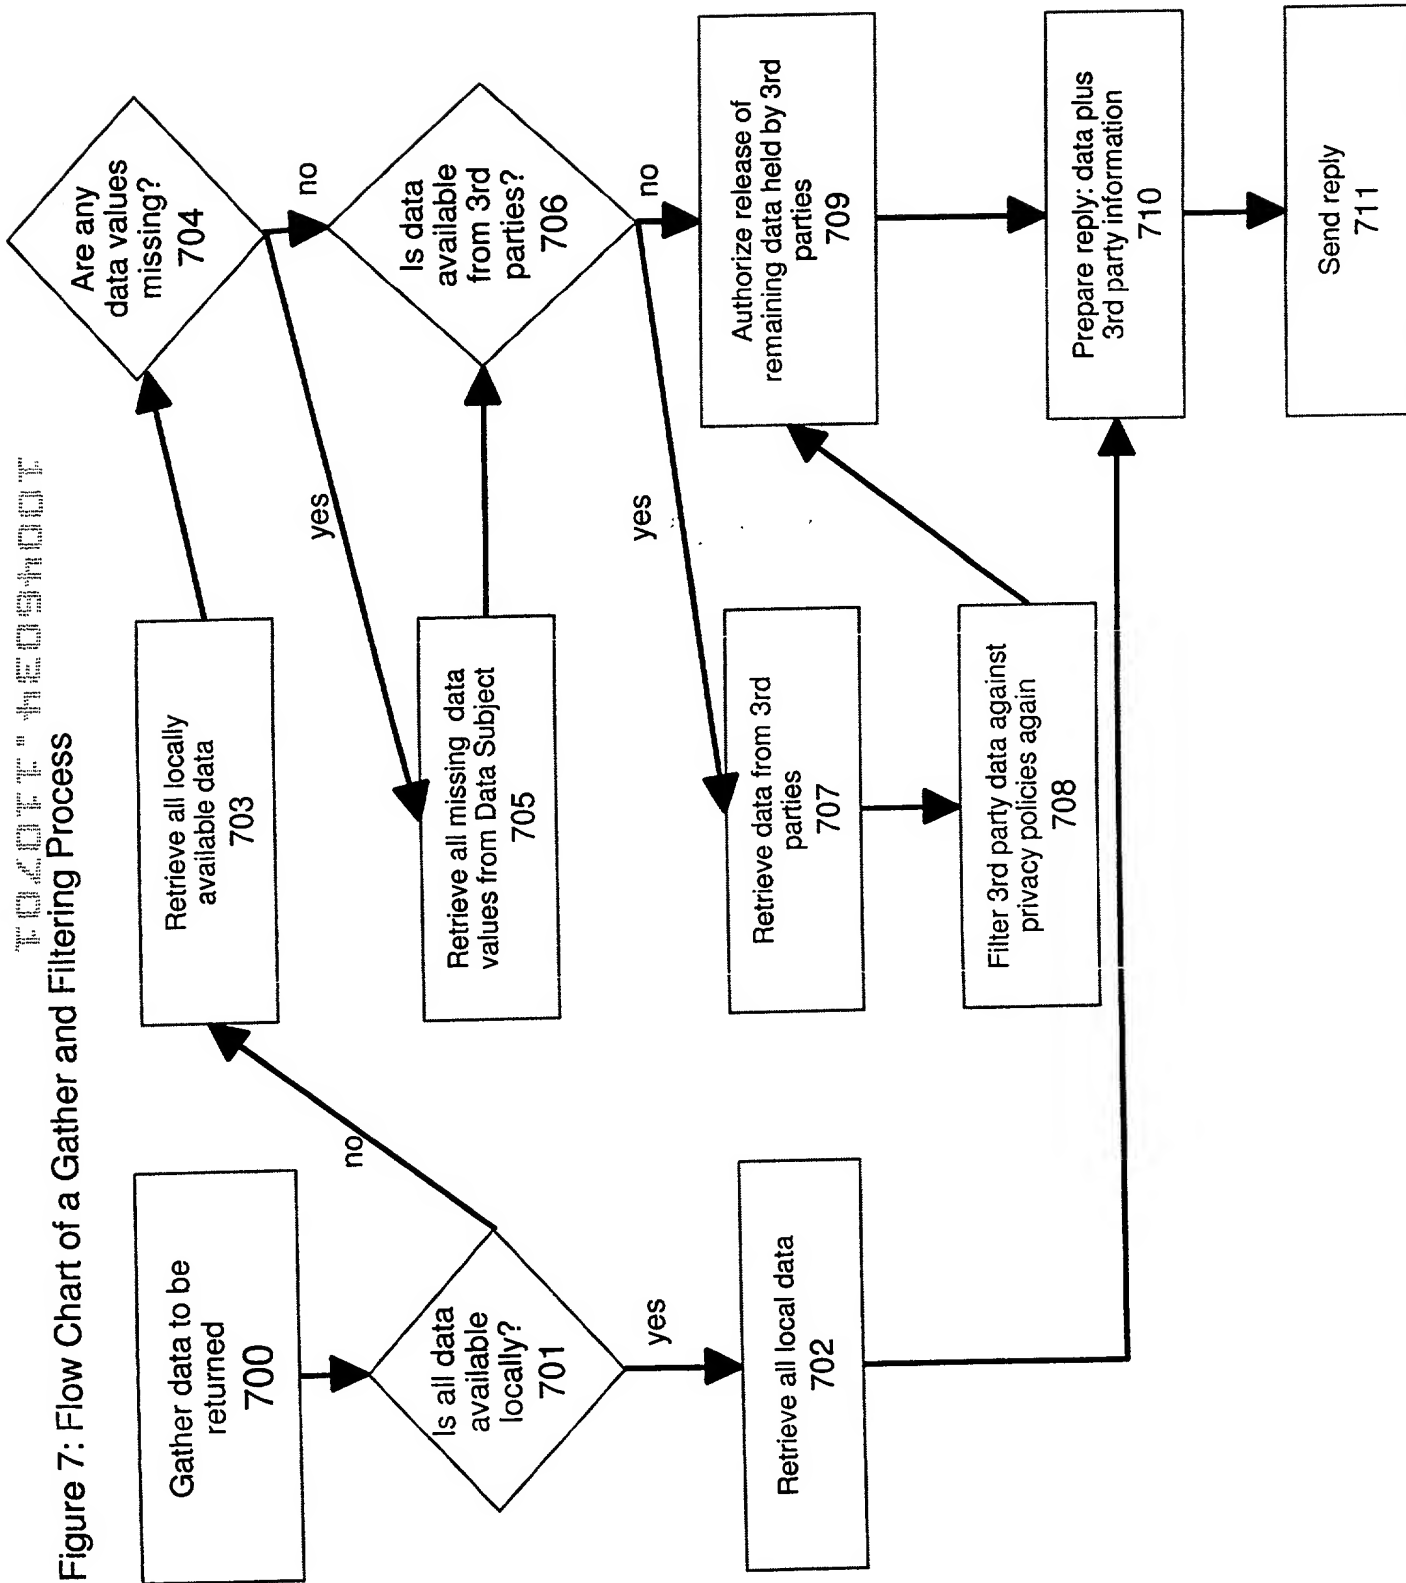 Figure 7: Flow Chart of a Gather and Filtering Process
Gather data to be
returned
700
Is all data
available
locally?
701
no
yes
Retrieve all local data
702
Retrieve all locally
available data
703
Are any
data values
missing?
704
no
yes
Retrieve all missing data
values from Data Subject
705
Is data
available
from 3rd
parties?
706
no
yes
Retrieve data from 3rd
parties
707
Filter 3rd party data against
privacy policies again
708
Authorize release of
remaining data held by 3rd
parties
709
Prepare reply: data plus
3rd party information
710
Send reply
711